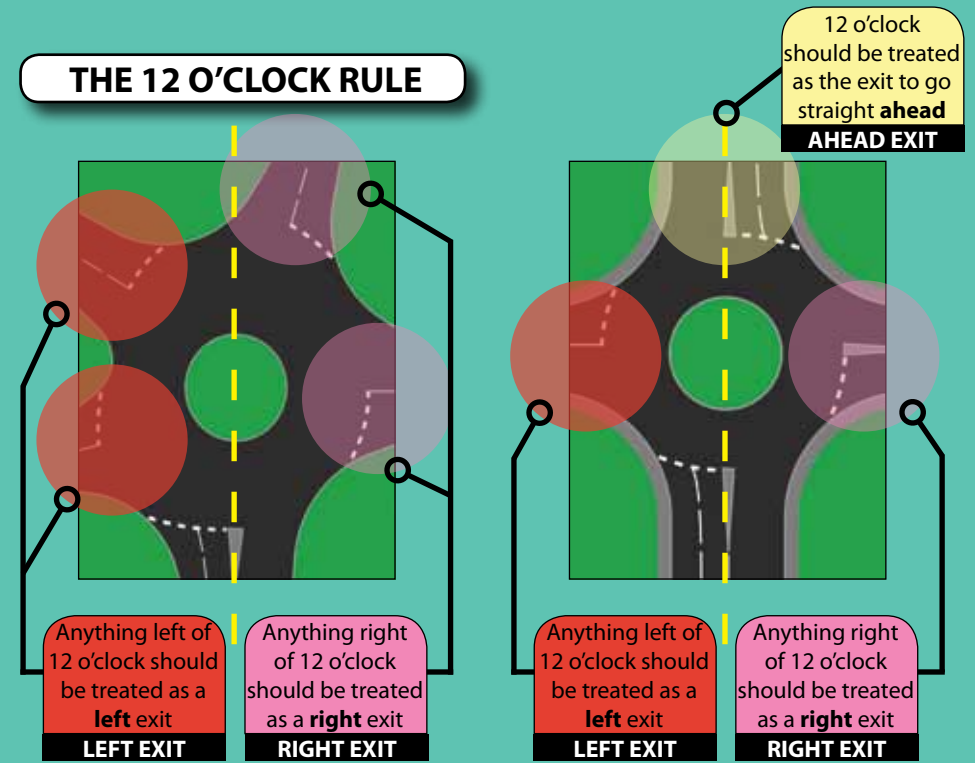 THE 12 O'CLOCK RULE
12 o'clock
should be treated
as the exit to go
straight ahead
AHEAD EXIT
Anything left of
12 o'clock should
be treated as a
left exit
LEFT EXIT
Anything right
of 12 o'clock
should be treated
as a right exit
RIGHT EXIT
Anything left of
12 o'clock should
be treated as a
left exit
LEFT EXIT
Anything right
of 12 o'clock
should be treated
as a right exit
RIGHT EXIT